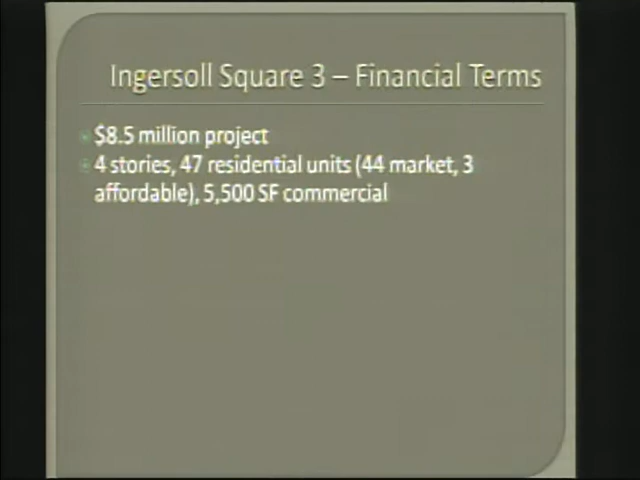 Ingersoll Square 3 – Financial Terms
$8.5 million project
4 stories, 47 residential units (44 market, 3
affordable), 5,500 SF commercial